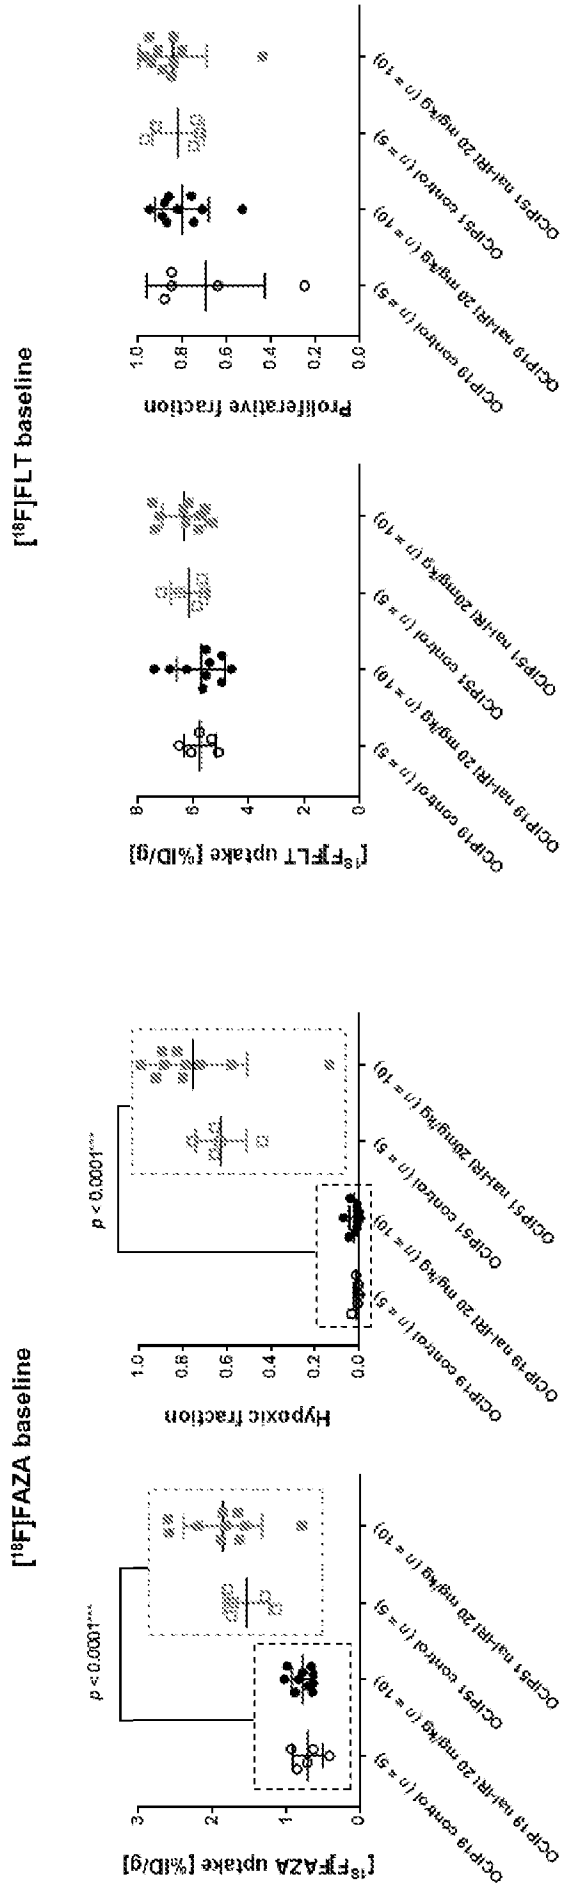 [¹⁸F]FAZA baseline
[¹⁸F]FAZA uptake [%ID/g]
3
2
1
0
p < 0.0001***
OCIP19 control (n = 5)
OCIP19 nal-IRI 20 mg/kg (n = 10)
OCIP51 control (n = 5)
OCIP51 nal-IRI 20 mg/kg (n = 10)
Hypoxic fraction
1.0
0.8
0.6
0.4
0.2
0.0
p < 0.0001***
OCIP19 control (n = 5)
OCIP19 nal-IRI 20 mg/kg (n = 10)
OCIP51 control (n = 5)
OCIP51 nal-IRI 20mg/kg (n = 10)
[¹⁸F]FLT baseline
[¹⁸F]FLT uptake [%ID/g]
8
6
4
2
0
OCIP19 control (n = 5)
OCIP19 nal-IRI 20 mg/kg (n = 10)
OCIP51 control (n = 5)
OCIP51 nal-IRI 20mg/kg (n = 10)
Proliferative fraction
1.0
0.8
0.6
0.4
0.2
0.0
OCIP19 control (n = 5)
OCIP19 nal-IRI 20 mg/kg (n = 10)
OCIP51 control (n = 5)
OCIP51 nal-IRI 20 mg/kg (n = 10)